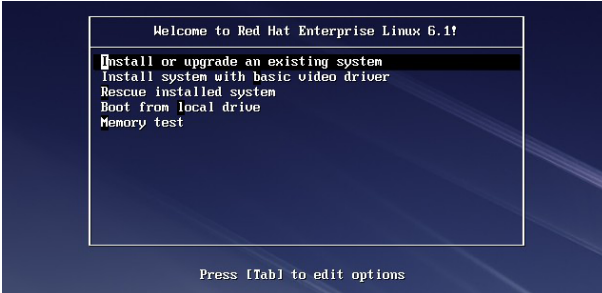 Welcome to Red Hat Enterprise Linux 6.1!
Install or upgrade an existing system
Install system with basic video driver
Rescue installed system
Boot from local drive
Memory test
Press [Tab] to edit options